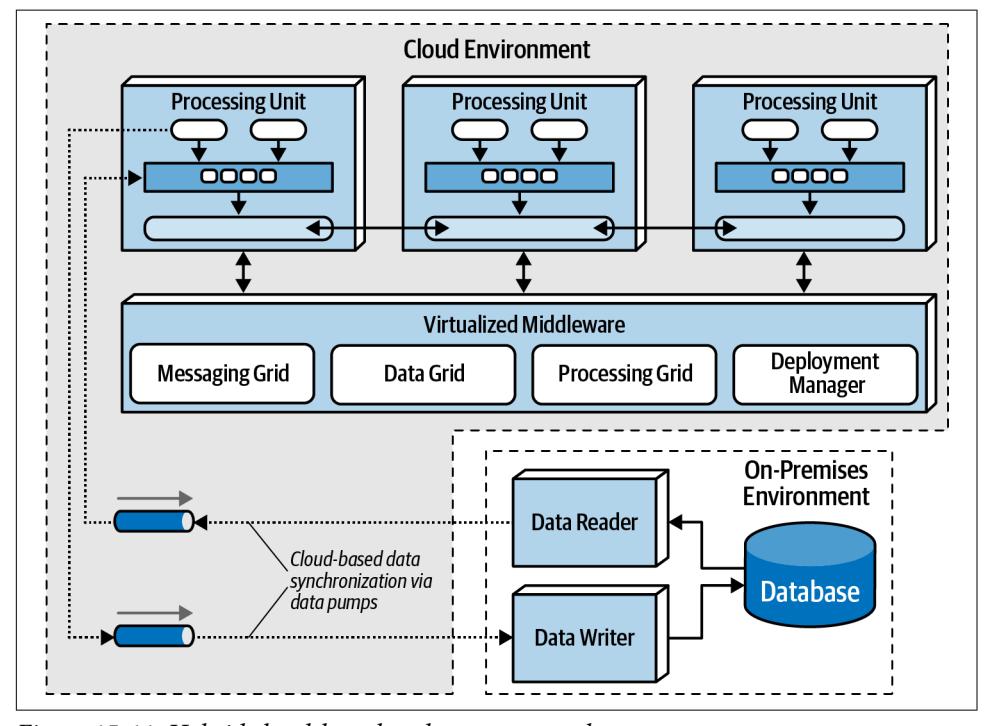 Cloud Environment
Processing Unit
Processing Unit
Processing Unit
Virtualized Middleware
Messaging Grid
Data Grid
Processing Grid
Deployment
Manager
On-Premises
Environment
Data Reader
Database
Cloud-based data
synchronization via
data pumps
Data Writer